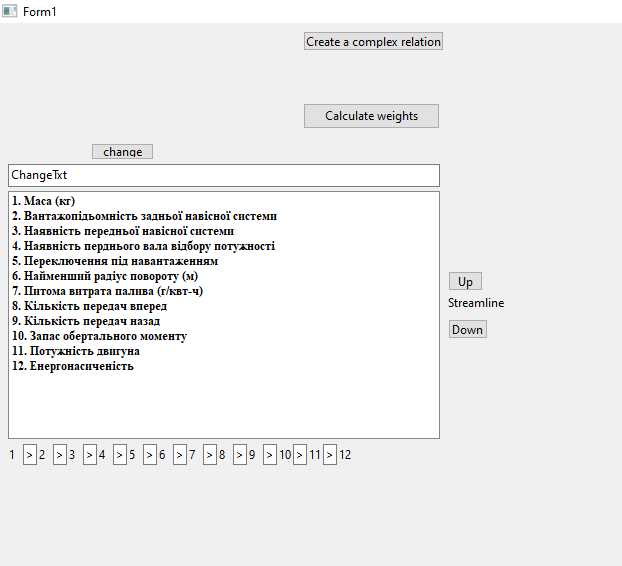 Form1
Create a complex relation
Calculate weights
change
ChangeTxt
1. Маса (кг)
2. Вантажопідьомність задньої навісної системи
3. Наявність передньої навісної системи
4. Наявність перднього вала відбору потужності
5. Переключення під навантаженням
6. Найменший радіус повороту (м)
7. Питома витрата палива (г/квт-ч)
8. Кількість передач вперед
9. Кількість передач назад
10. Запас обертального моменту
11. Потужність двигуна
12. Енергонасиченість
Up
Streamline
Down
1 > 2 > 3 > 4 > 5 > 6 > 7 > 8 > 9 > 10 > 11 > 12